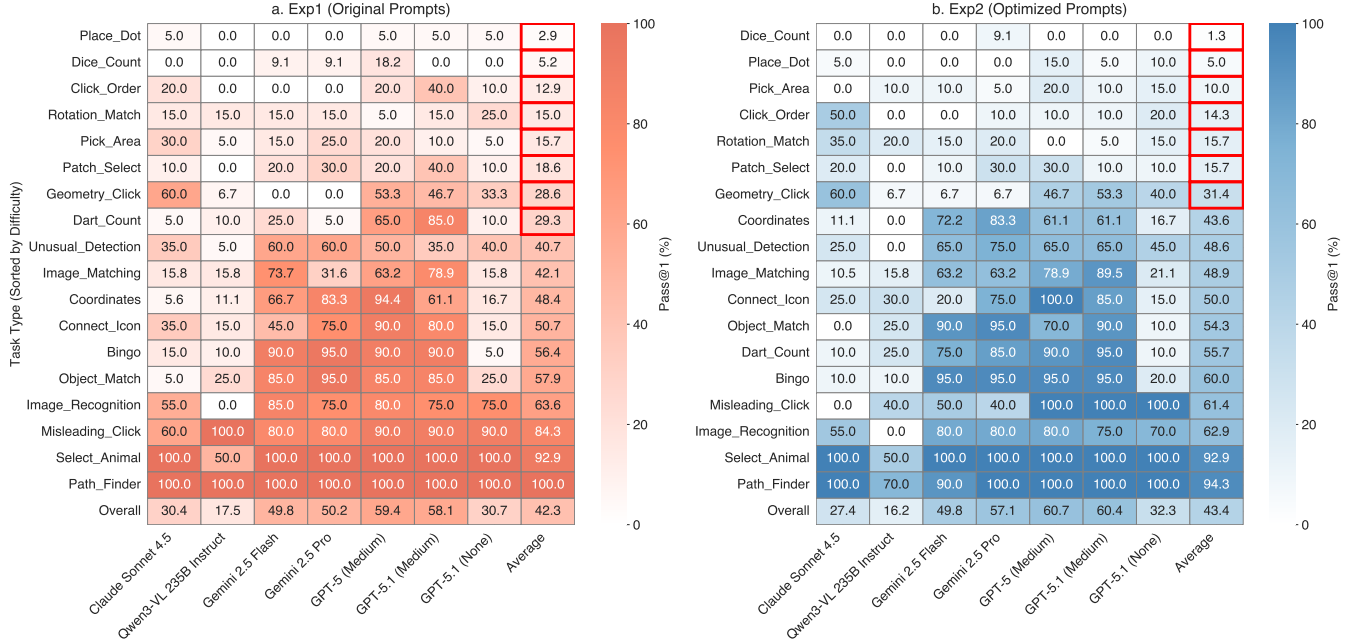 a. Exp1 (Original Prompts)
Task Type (Sorted by Difficulty)
Place_Dot 5.0 0.0 0.0 0.0 5.0 5.0 5.0 2.9
Dice_Count 0.0 0.0 9.1 9.1 18.2 0.0 0.0 5.2
Click_Order 20.0 0.0 0.0 0.0 20.0 40.0 10.0 12.9
Rotation_Match 15.0 15.0 15.0 15.0 5.0 15.0 25.0 15.0
Pick_Area 30.0 5.0 15.0 25.0 20.0 10.0 5.0 15.7
Patch_Select 10.0 0.0 20.0 30.0 20.0 40.0 10.0 18.6
Geometry_Click 60.0 6.7 0.0 0.0 53.3 46.7 33.3 28.6
Dart_Count 5.0 10.0 25.0 5.0 65.0 85.0 10.0 29.3
Unusual_Detection 35.0 5.0 60.0 60.0 50.0 35.0 40.0 40.7
Image_Matching 15.8 15.8 73.7 31.6 63.2 78.9 15.8 42.1
Coordinates 5.6 11.1 66.7 83.3 94.4 61.1 16.7 48.4
Connect_Icon 35.0 15.0 45.0 75.0 90.0 80.0 15.0 50.7
Bingo 15.0 10.0 90.0 95.0 90.0 90.0 5.0 56.4
Object_Match 5.0 25.0 85.0 95.0 85.0 85.0 25.0 57.9
Image_Recognition 55.0 0.0 85.0 75.0 80.0 75.0 75.0 63.6
Misleading_Click 60.0 100.0 80.0 80.0 90.0 90.0 90.0 84.3
Select_Animal 100.0 50.0 100.0 100.0 100.0 100.0 100.0 92.9
Path_Finder 100.0 100.0 100.0 100.0 100.0 100.0 100.0 100.0
Overall 30.4 17.5 49.8 50.2 59.4 58.1 30.7 42.3
Claude Sonnet 4.5
Qwen3-VL 235B Instruct
Gemini 2.5 Flash
Gemini 2.5 Pro
GPT-5 (Medium)
GPT-5.1 (Medium)
GPT-5.1 (None)
Average
100
80
60
40
20
0
Pass@1 (%)
b. Exp2 (Optimized Prompts)
Dice_Count 0.0 0.0 0.0 9.1 0.0 0.0 0.0 1.3
Place_Dot 5.0 0.0 0.0 0.0 15.0 5.0 10.0 5.0
Pick_Area 0.0 10.0 10.0 5.0 20.0 10.0 15.0 10.0
Click_Order 50.0 0.0 0.0 10.0 10.0 10.0 20.0 14.3
Rotation_Match 35.0 20.0 15.0 20.0 0.0 5.0 15.0 15.7
Patch_Select 20.0 0.0 10.0 30.0 30.0 10.0 10.0 15.7
Geometry_Click 60.0 6.7 6.7 6.7 46.7 53.3 40.0 31.4
Coordinates 11.1 0.0 72.2 83.3 61.1 61.1 16.7 43.6
Unusual_Detection 25.0 0.0 65.0 75.0 65.0 65.0 45.0 48.6
Image_Matching 10.5 15.8 63.2 63.2 78.9 89.5 21.1 48.9
Connect_Icon 25.0 30.0 20.0 75.0 100.0 85.0 15.0 50.0
Object_Match 0.0 25.0 90.0 95.0 70.0 90.0 10.0 54.3
Dart_Count 10.0 25.0 75.0 85.0 90.0 95.0 10.0 55.7
Bingo 10.0 10.0 95.0 95.0 95.0 95.0 20.0 60.0
Misleading_Click 0.0 40.0 50.0 40.0 100.0 100.0 100.0 61.4
Image_Recognition 55.0 0.0 80.0 80.0 80.0 75.0 70.0 62.9
Select_Animal 100.0 50.0 100.0 100.0 100.0 100.0 100.0 92.9
Path_Finder 100.0 70.0 90.0 100.0 100.0 100.0 100.0 94.3
Overall 27.4 16.2 49.8 57.1 60.7 60.4 32.3 43.4
Claude Sonnet 4.5
Qwen3-VL 235B Instruct
Gemini 2.5 Flash
Gemini 2.5 Pro
GPT-5 (Medium)
GPT-5.1 (Medium)
GPT-5.1 (None)
Average
100
80
60
40
20
0
Pass@1 (%)